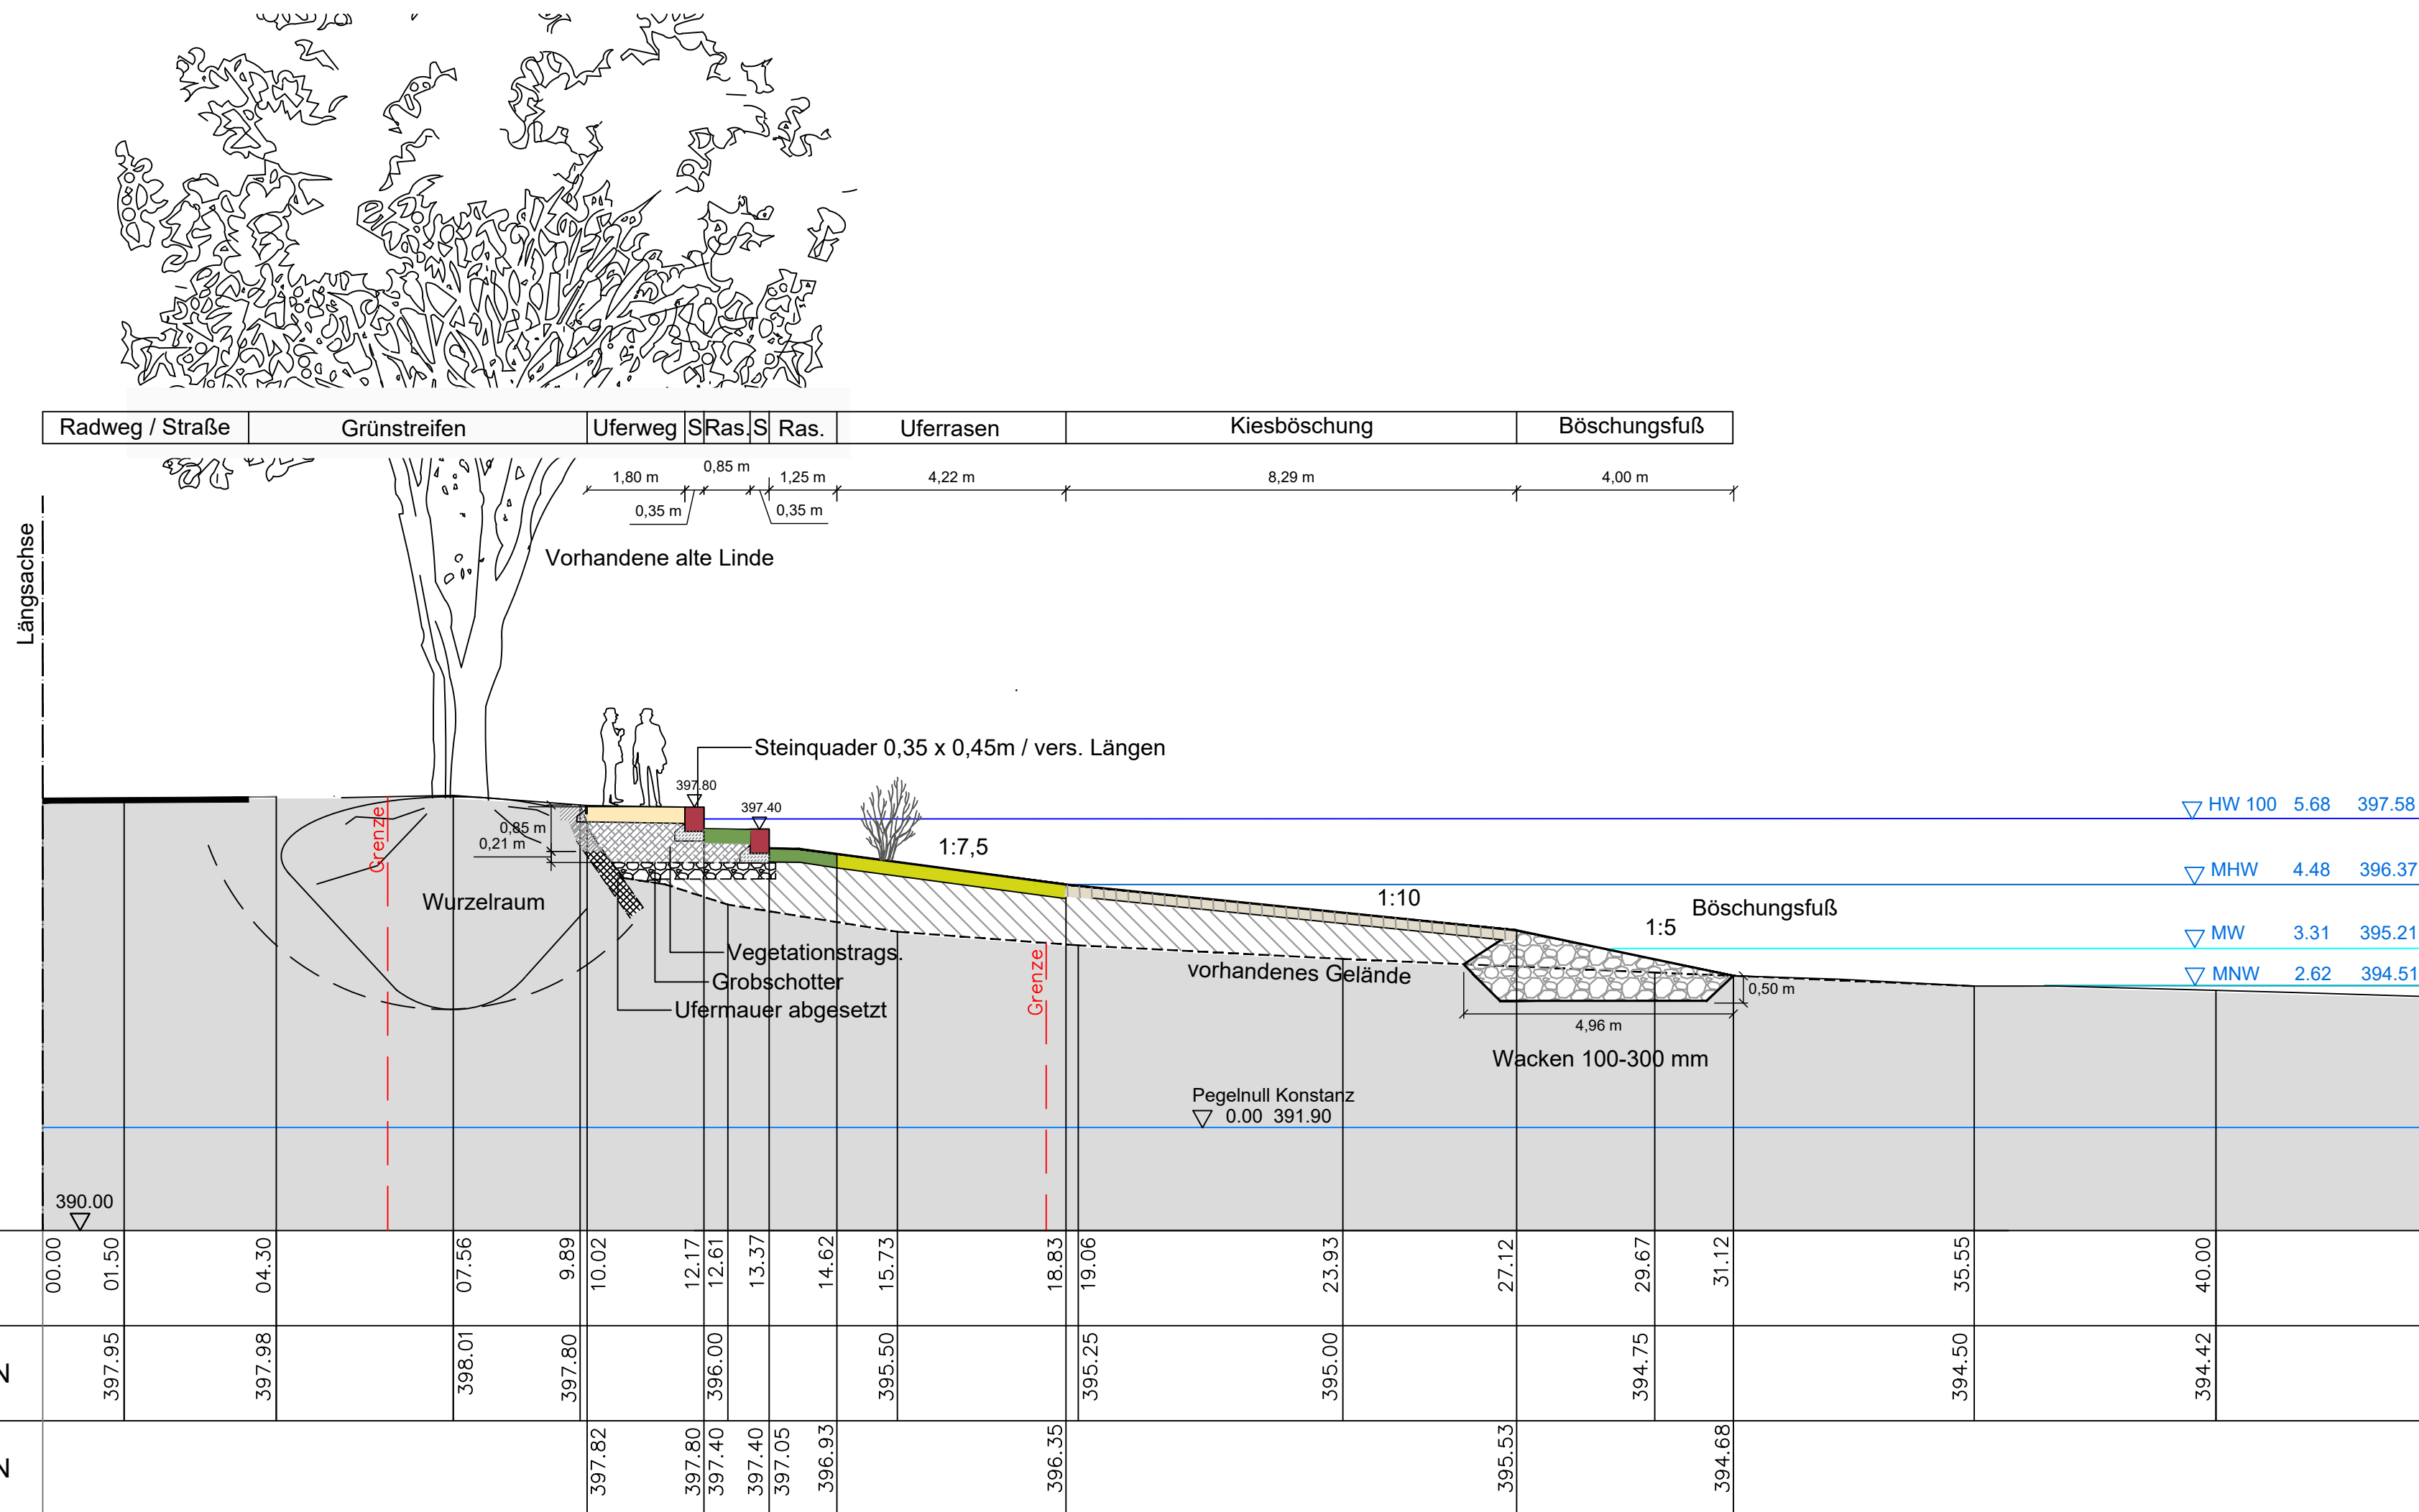 Radweg / Straße Grünstreifen Uferweg S Ras. S Ras. Uferrasen Kiesböschung Böschungsfuß
0,85 m
1,80 m 1,25 m 4,22 m 8,29 m 4,00 m
0,35 m 0,35 m
Längsachse
Vorhandene alte Linde
Steinquader 0,35 x 0,45m / vers. Längen
397.80
397.40
HW 100 5.68 397.58
Grenze
0,85 m
0,21 m
1:7,5
MHW 4.48 396.37
1:10
Wurzelraum
Böschungsfuß
1:5
MW 3.31 395.21
Vegetationstrags.
Grobschotter
Ufermauer abgesetzt
Grenze
vorhandenes Gelände
MNW 2.62 394.51
0,50 m
4,96 m
Wacken 100-300 mm
Pegelnull Konstanz
0.00 391.90
390.00
00.00 01.50 04.30 07.56 9.89 10.02 12.17 12.61 13.37 14.62 15.73 18.83 19.06 23.93 27.12 29.67 31.12 35.55 40.00
N 397.95 397.98 398.01 397.80 396.00 395.50 395.25 395.00 394.75 394.50 394.42
N 397.82 397.80 397.40 397.40 397.05 396.93 396.35 395.53 394.68